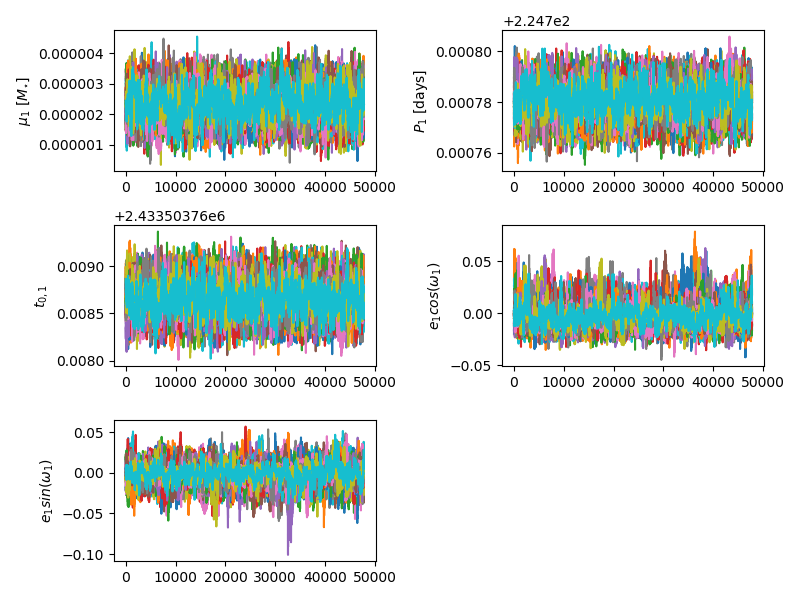 +2.247e2
0.000004
0.000003
0.000002
0.000001
μ₁ [M⋆]
0 10000 20000 30000 40000 50000
0.00080
0.00078
0.00076
P₁ [days]
0 10000 20000 30000 40000 50000
+2.43350376e6
0.0090
0.0085
0.0080
t₀,₁
0 10000 20000 30000 40000 50000
0.05
0.00
−0.05
e₁cos(ω₁)
0 10000 20000 30000 40000 50000
0.05
0.00
−0.05
−0.10
e₁sin(ω₁)
0 10000 20000 30000 40000 50000